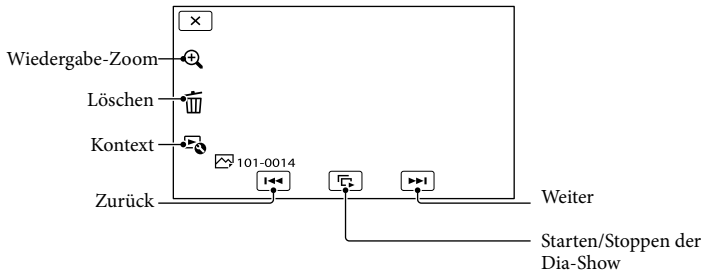 Wiedergabe-Zoom
Löschen
Kontext
101-0014
Zurück
Weiter
Starten/Stoppen der
Dia-Show